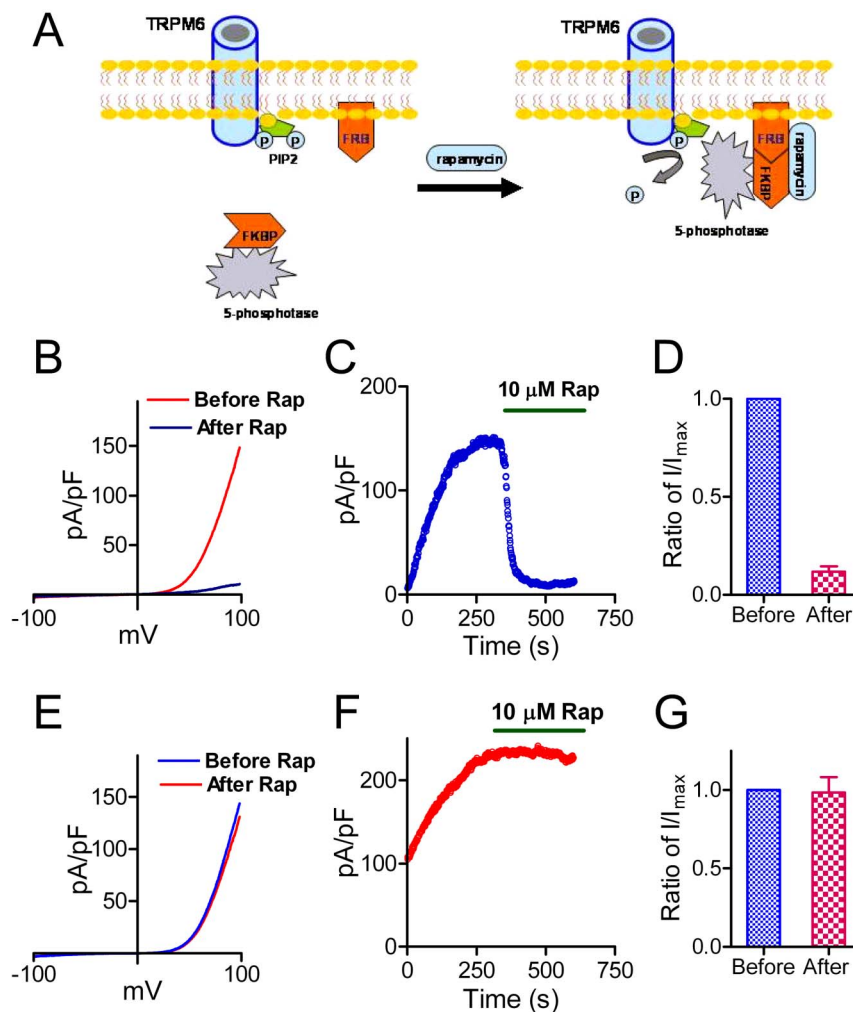 A
TRPM6
P
P
PIP2
FRB
FKBP
5-phosphotase
rapamycin
TRPM6
P
P
P
FRB
FKBP
rapamycin
5-phosphotase
B
Before Rap
After Rap
150
100
50
pA/pF
-100
100
mV
C
200
10 μM Rap
100
0
pA/pF
0
250
500
750
Time (s)
D
1.0
0.5
0.0
Ratio of I/Imax
Before
After
E
Before Rap
After Rap
150
100
50
pA/pF
-100
100
mV
F
10 μM Rap
200
100
0
pA/pF
0
250
500
750
Time (s)
G
1.0
0.5
0.0
Ratio of I/Imax
Before
After